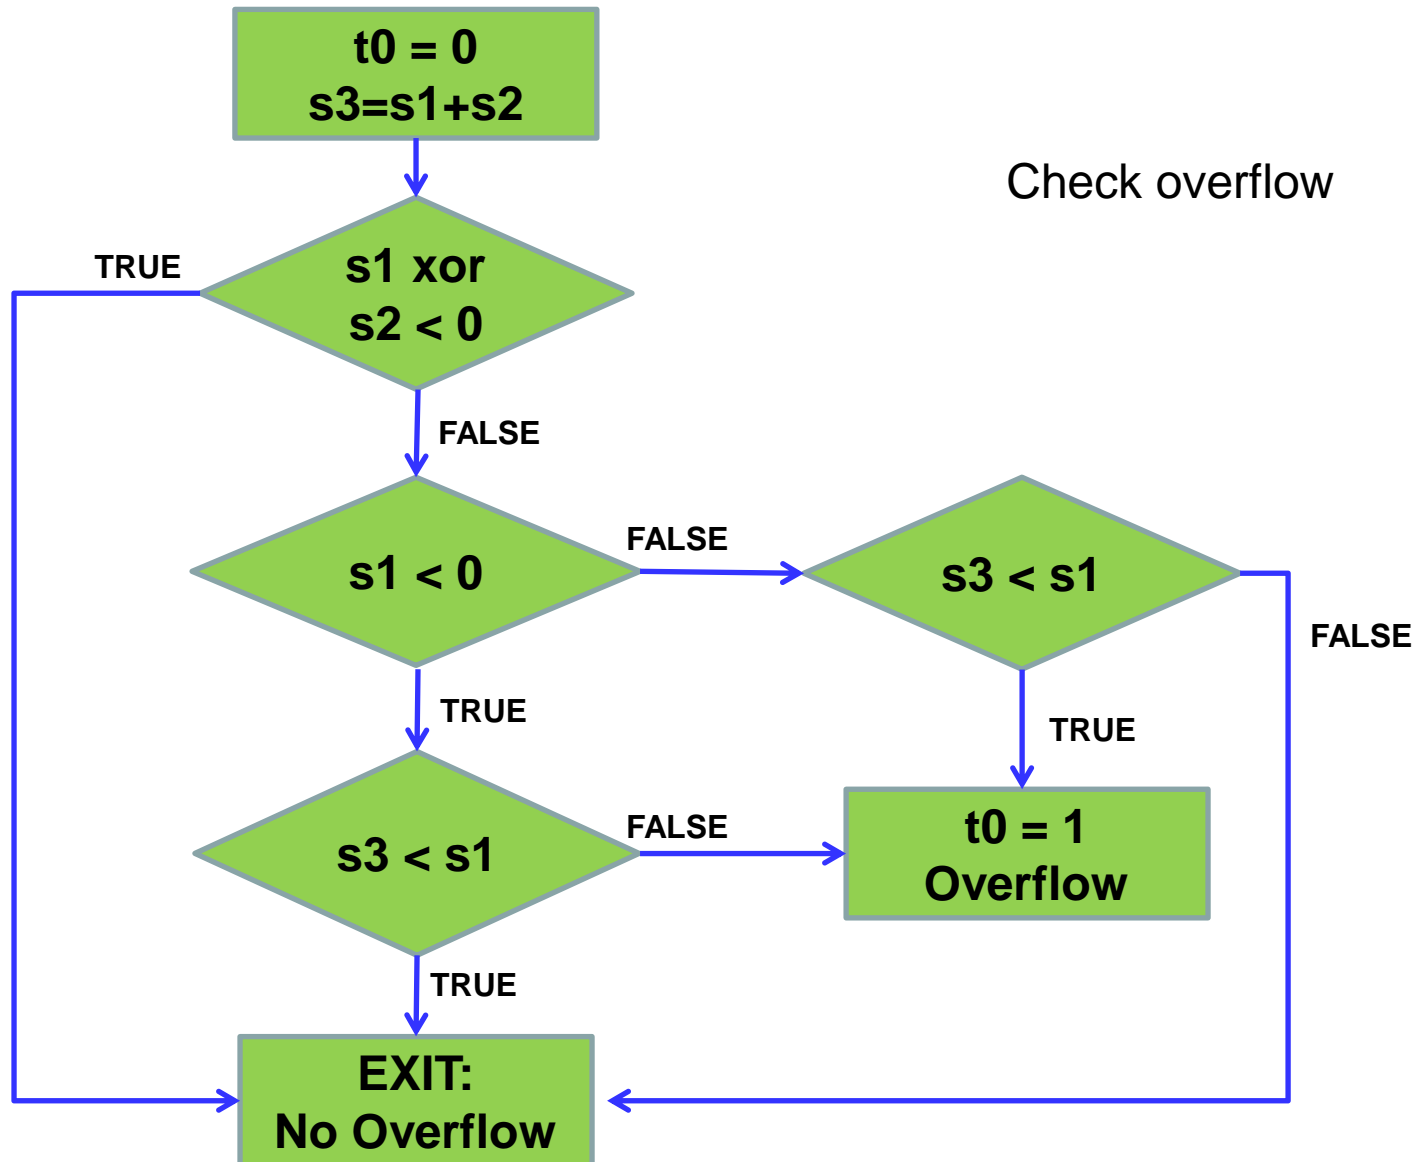 t0 = 0
s3=s1+s2
Check overflow
TRUE
s1 xor
s2 < 0
FALSE
s1 < 0
FALSE
s3 < s1
FALSE
TRUE
TRUE
s3 < s1
FALSE
t0 = 1
Overflow
TRUE
EXIT:
No Overflow